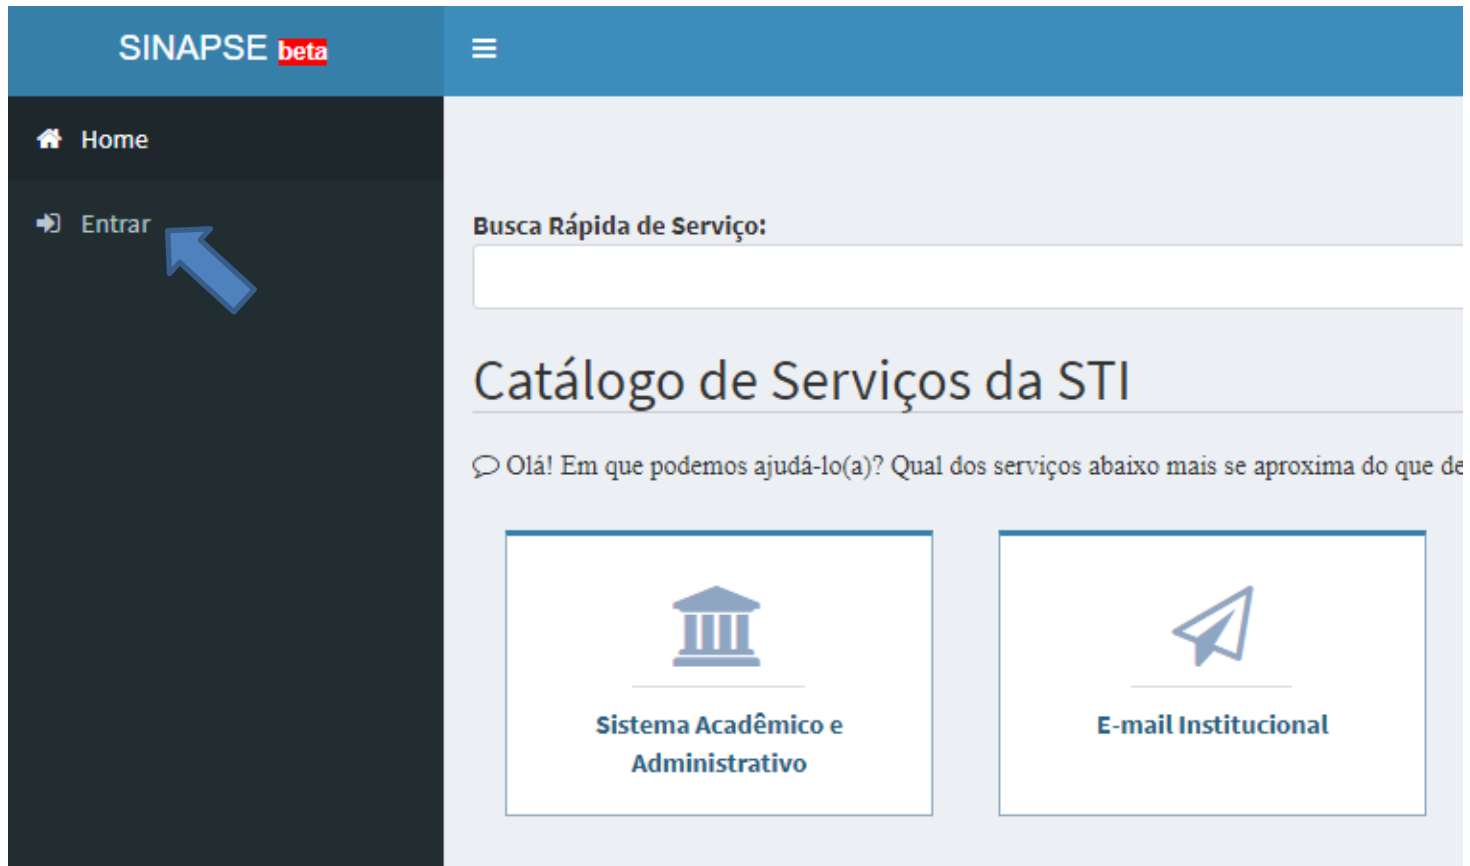 SINAPSE beta
Home
Entrar
Busca Rápida de Serviço:
Catálogo de Serviços da STI
Olá! Em que podemos ajudá-lo(a)? Qual dos serviços abaixo mais se aproxima do que de
Sistema Acadêmico e
Administrativo
E-mail Institucional